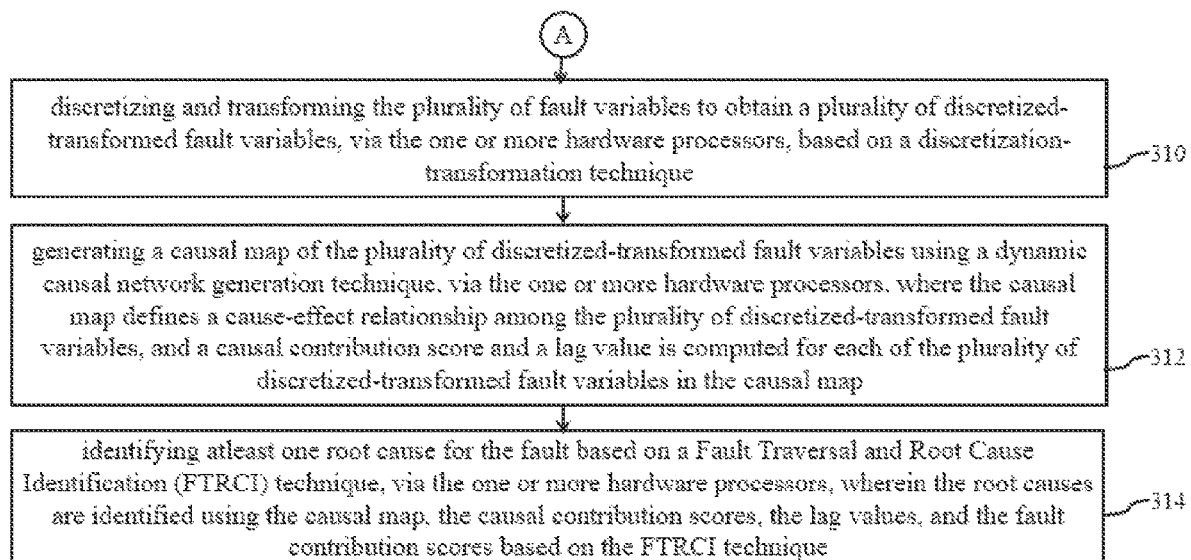 A
discretizing and transforming the plurality of fault variables to obtain a plurality of discretized-
transformed fault variables, via the one or more hardware processors, based on a discretization-
transformation technique
310
generating a causal map of the plurality of discretized-transformed fault variables using a dynamic
causal network generation technique, via the one or more hardware processors, where the causal
map defines a cause-effect relationship among the plurality of discretized-transformed fault
variables, and a causal contribution score and a lag value is computed for each of the plurality of
discretized-transformed fault variables in the causal map
312
identifying atleast one root cause for the fault based on a Fault Traversal and Root Cause
Identification (FTRCI) technique, via the one or more hardware processors, wherein the root causes
are identified using the causal map, the causal contribution scores, the lag values, and the fault
contribution scores based on the FTRCI technique
314